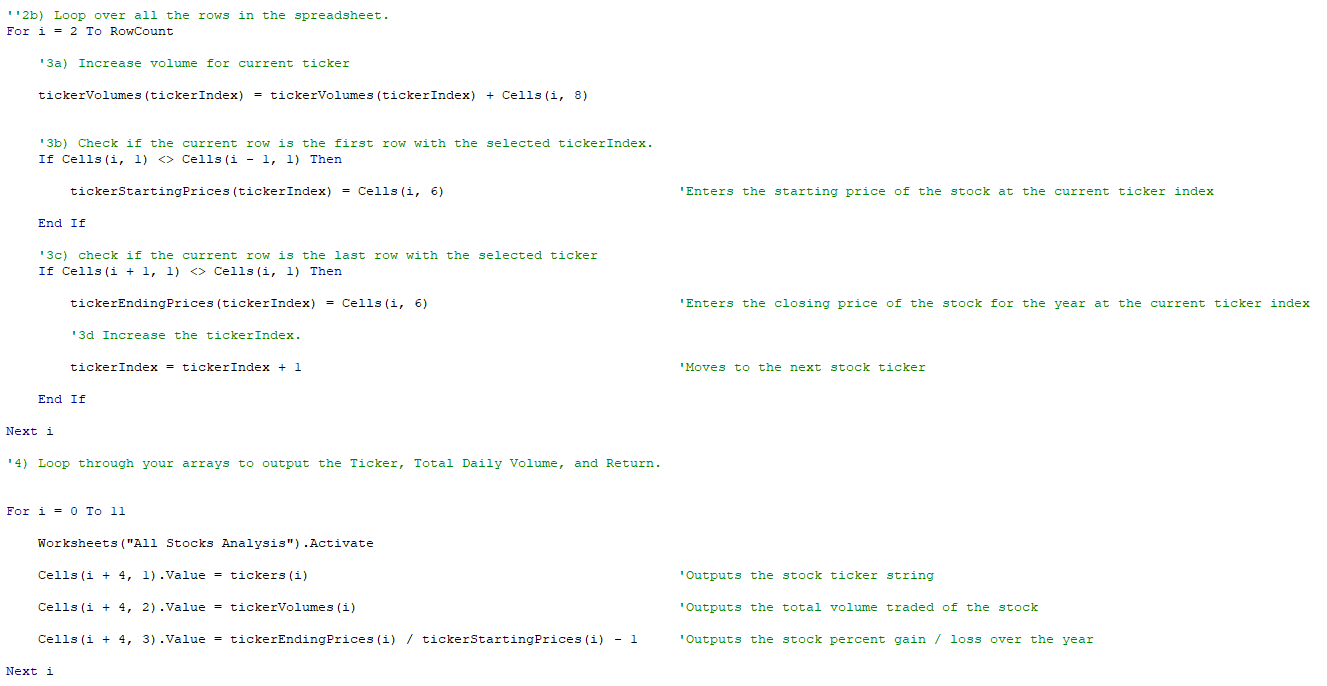 ''2b) Loop over all the rows in the spreadsheet.
For i = 2 To RowCount
'3a) Increase volume for current ticker
tickerVolumes(tickerIndex) = tickerVolumes(tickerIndex) + Cells(i, 8)
'3b) Check if the current row is the first row with the selected tickerIndex.
If Cells(i, 1) <> Cells(i - 1, 1) Then
tickerStartingPrices(tickerIndex) = Cells(i, 6) 'Enters the starting price of the stock at the current ticker index
End If
'3c) check if the current row is the last row with the selected ticker
If Cells(i + 1, 1) <> Cells(i, 1) Then
tickerEndingPrices(tickerIndex) = Cells(i, 6) 'Enters the closing price of the stock for the year at the current ticker index
'3d Increase the tickerIndex.
tickerIndex = tickerIndex + 1 'Moves to the next stock ticker
End If
Next i
'4) Loop through your arrays to output the Ticker, Total Daily Volume, and Return.
For i = 0 To 11
Worksheets("All Stocks Analysis").Activate
Cells(i + 4, 1).Value = tickers(i) 'Outputs the stock ticker string
Cells(i + 4, 2).Value = tickerVolumes(i) 'Outputs the total volume traded of the stock
Cells(i + 4, 3).Value = tickerEndingPrices(i) / tickerStartingPrices(i) - 1 'Outputs the stock percent gain / loss over the year
Next i